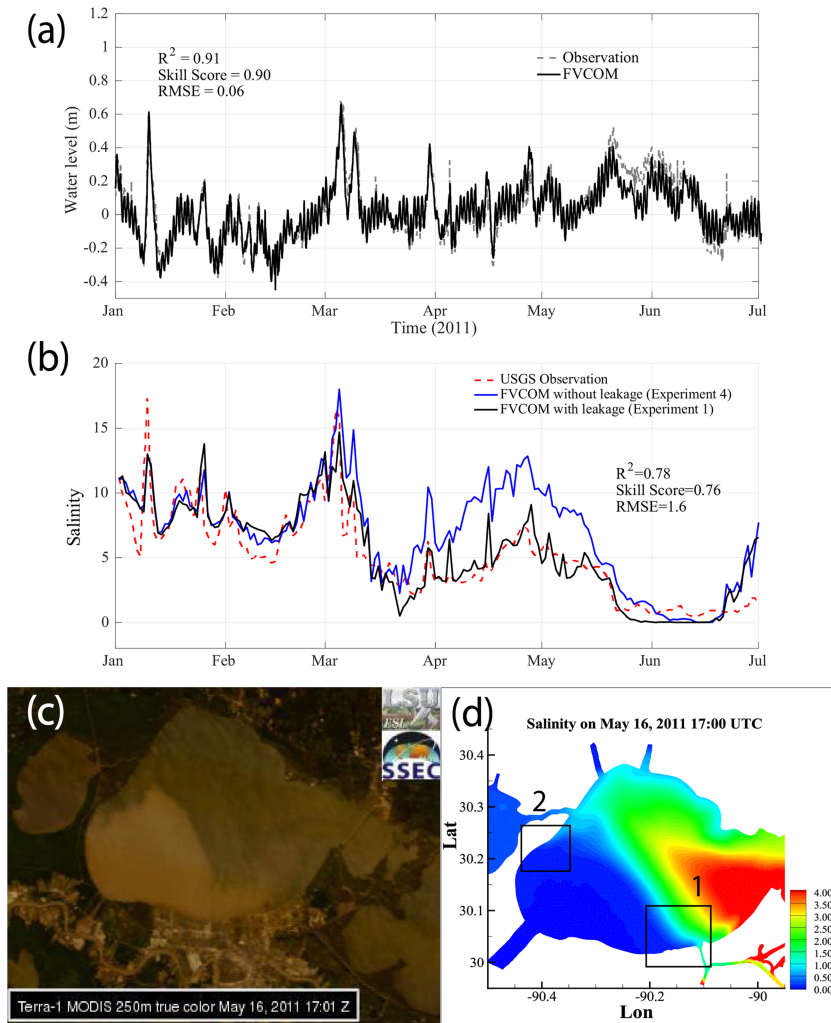 (a)
R² = 0.91
Skill Score = 0.90
RMSE = 0.06
Observation
FVCOM
Water level (m)
1.2
1
0.8
0.6
0.4
0.2
0
-0.2
-0.4
Jan Feb Mar Apr May Jun Jul
Time (2011)
(b)
USGS Observation
FVCOM without leakage (Experiment 4)
FVCOM with leakage (Experiment 1)
R²=0.78
Skill Score=0.76
RMSE=1.6
Salinity
20
15
10
5
0
Jan Feb Mar Apr May Jun Jul
(c)
LSU
ESL
SSEC
Terra-1 MODIS 250m true color May 16, 2011 17:01 Z
(d)
Salinity on May 16, 2011 17:00 UTC
Lat
30.4
30.3
30.2
30.1
30
2
1
4.00
3.50
3.00
2.50
2.00
1.50
1.00
0.50
0.00
-90.4 -90.2 -90
Lon